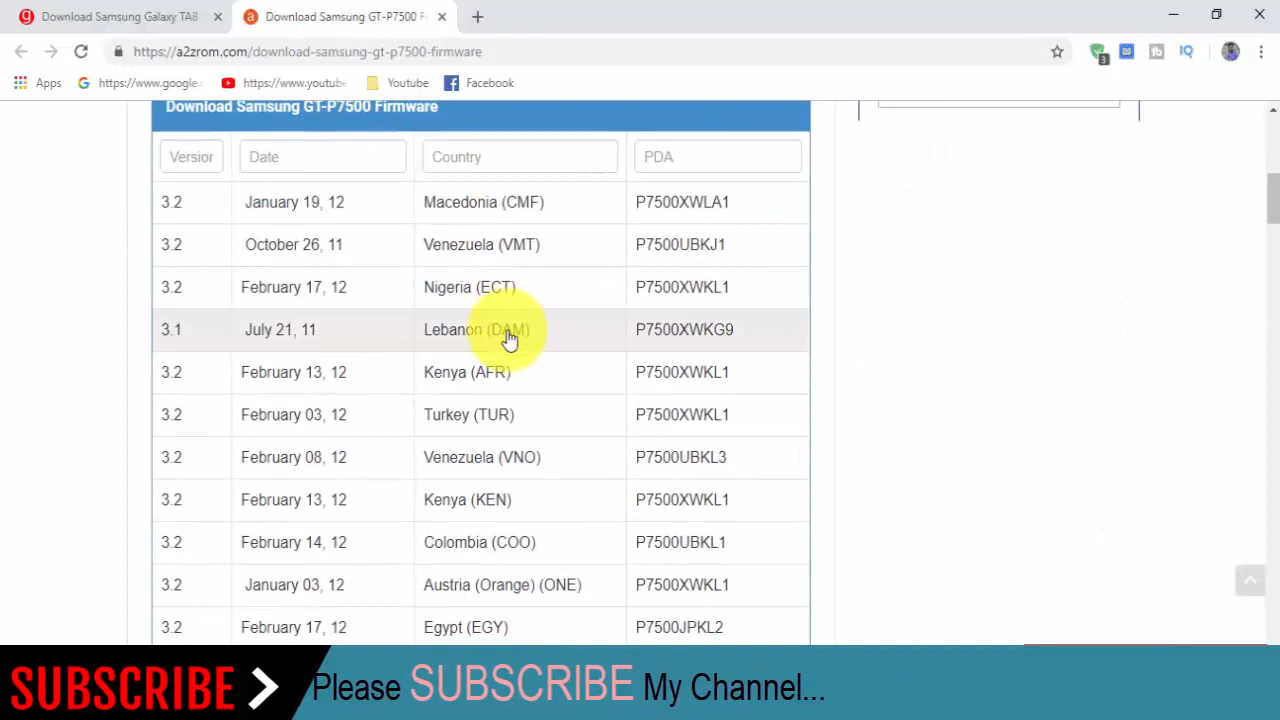 Download Samsung Galaxy TAB
Download Samsung GT-P7500 F
https://a2zrom.com/download-samsung-gt-p7500-firmware
3
Apps
https://www.google
https://www.youtube
Youtube
Facebook
Download Samsung GT-P7500 Firmware
Version Date Country PDA
3.2 January 19, 12 Macedonia (CMF) P7500XWLA1
3.2 October 26, 11 Venezuela (VMT) P7500UBKJ1
3.2 February 17, 12 Nigeria (ECT) P7500XWKL1
3.1 July 21, 11 Lebanon (DAM) P7500XWKG9
3.2 February 13, 12 Kenya (AFR) P7500XWKL1
3.2 February 03, 12 Turkey (TUR) P7500XWKL1
3.2 February 08, 12 Venezuela (VNO) P7500UBKL3
3.2 February 13, 12 Kenya (KEN) P7500XWKL1
3.2 February 14, 12 Colombia (COO) P7500UBKL1
3.2 January 03, 12 Austria (Orange) (ONE) P7500XWKL1
3.2 February 17, 12 Egypt (EGY) P7500JPKL2
SUBSCRIBE
Please SUBSCRIBE My Channel...